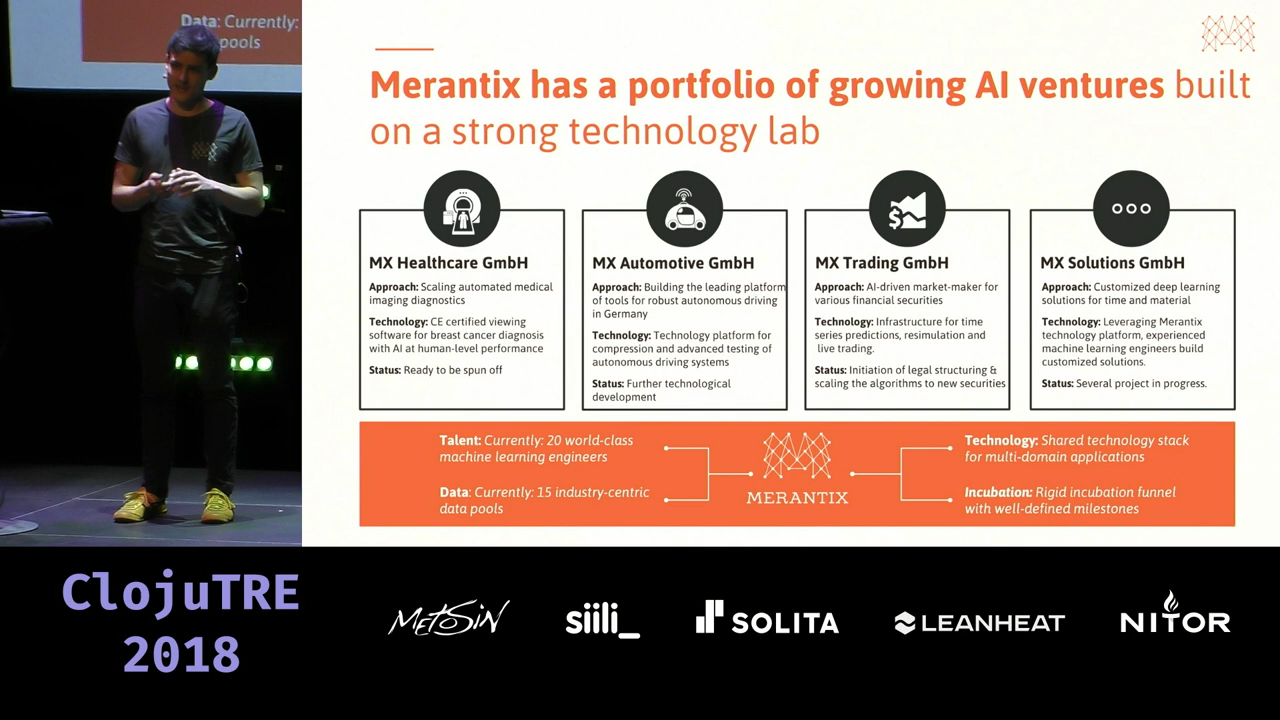 Data: Currently:
pools
Merantix has a portfolio of growing AI ventures built
on a strong technology lab
MX Healthcare GmbH
Approach: Scaling automated medical
imaging diagnostics
Technology: CE certified viewing
software for breast cancer diagnosis
with AI at human-level performance
Status: Ready to be spun off
MX Automotive GmbH
Approach: Building the leading platform
of tools for robust autonomous driving
in Germany
Technology: Technology platform for
compression and advanced testing of
autonomous driving systems
Status: Further technological
development
$
MX Trading GmbH
Approach: AI-driven market-maker for
various financial securities
Technology: Infrastructure for time
series predictions, resimulation and
live trading.
Status: Initiation of legal structuring &
scaling the algorithms to new securities
MX Solutions GmbH
Approach: Customized deep learning
solutions for time and material
Technology: Leveraging Merantix
technology platform, experienced
machine learning engineers build
customized solutions.
Status: Several project in progress.
Talent: Currently: 20 world-class
machine learning engineers
Data: Currently: 15 industry-centric
data pools
MERANTIX
Technology: Shared technology stack
for multi-domain applications
Incubation: Rigid incubation funnel
with well-defined milestones
ClojuTRE
2018
METOSIN
siili_
SOLITA
LEANHEAT
NITOR